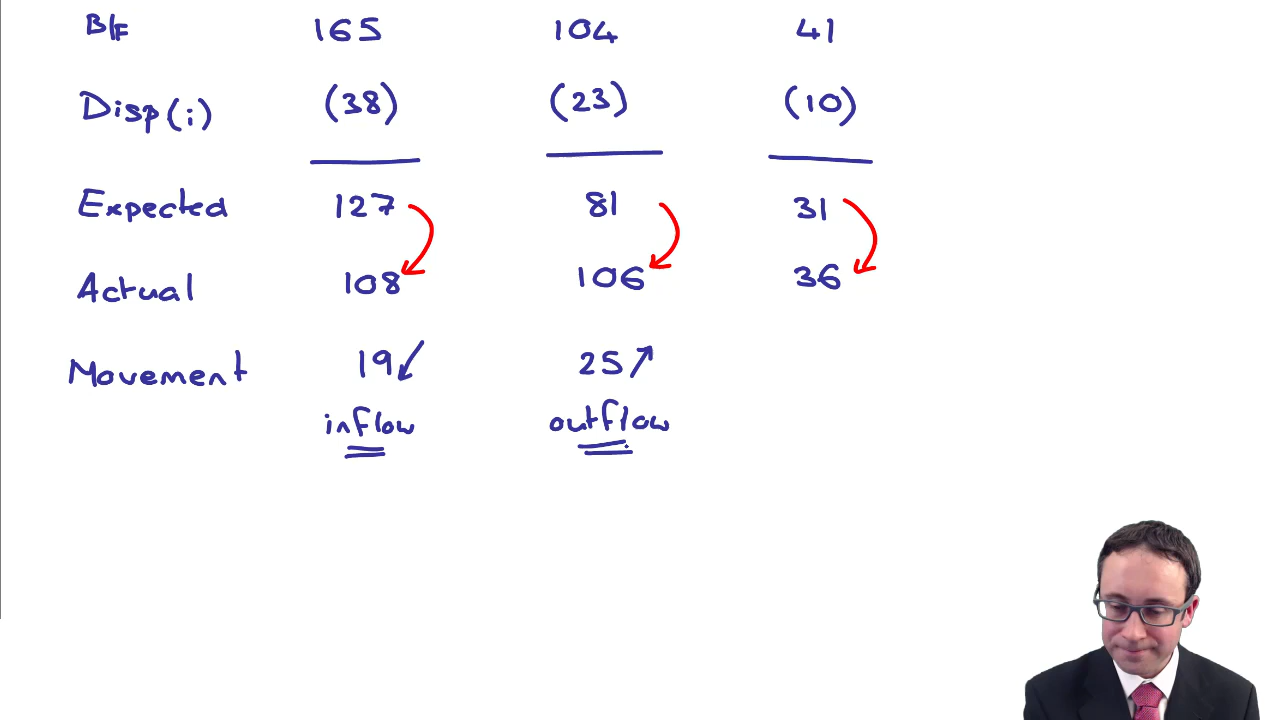 B/F 165 104 41
Disp(i) (38) (23) (10)
Expected 127 81 31
Actual 108 106 36
Movement 19 25
inflow outflow